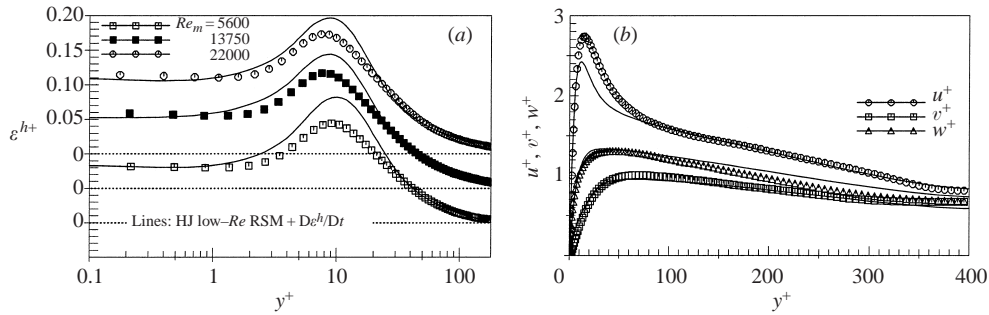 0.20
Re_m = 5600
13750
22000
(a)
0.15
0.10
0.05
0
0
0
ε^h+
Lines: HJ low–Re RSM + Dε^h/Dt
0.1
1
10
100
y^+
3
(b)
2
1
u^+, v^+, w^+
u^+
v^+
w^+
0
100
200
300
400
y^+